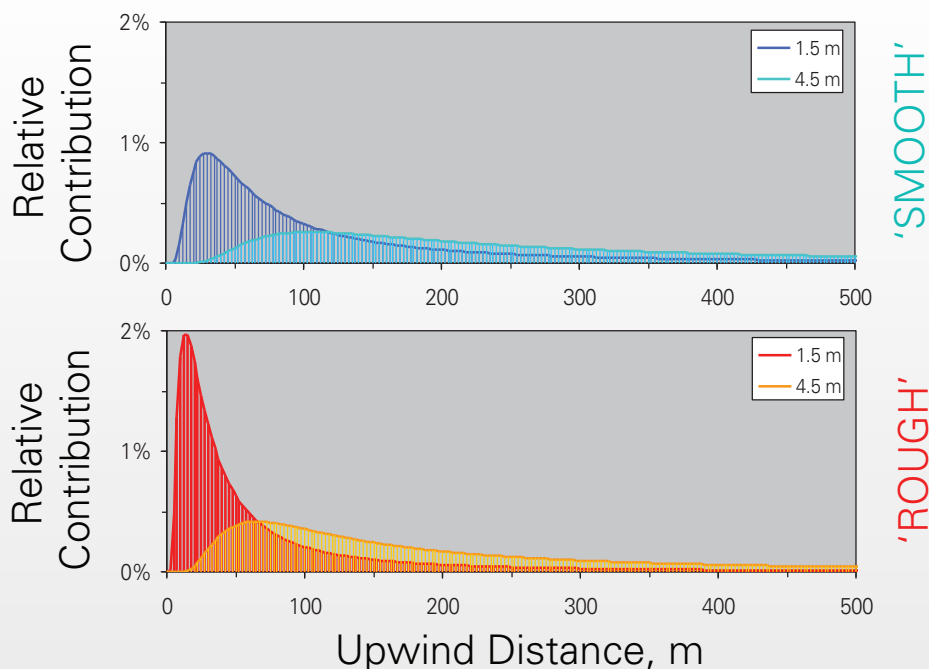 2%
1%
0%
Relative
Contribution
1.5 m
4.5 m
0 100 200 300 400 500
'SMOOTH'
2%
1%
0%
Relative
Contribution
1.5 m
4.5 m
0 100 200 300 400 500
'ROUGH'
Upwind Distance, m